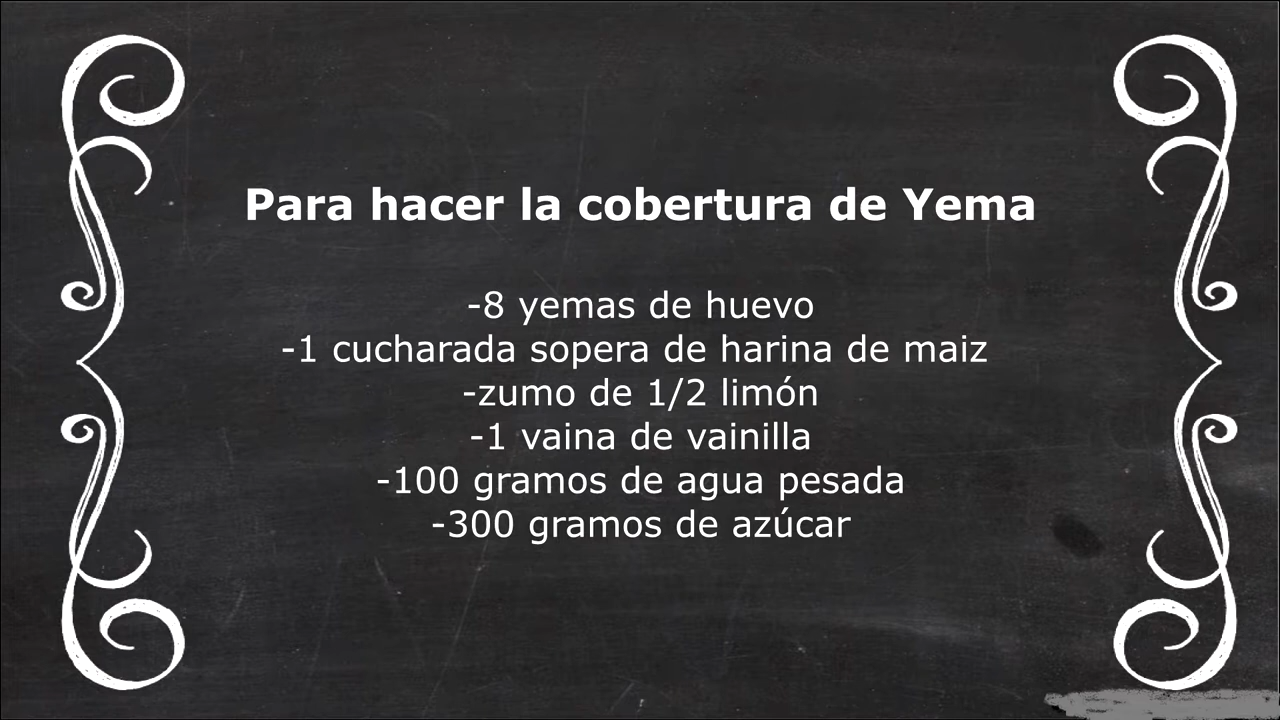 Para hacer la cobertura de Yema
-8 yemas de huevo
-1 cucharada sopera de harina de maiz
-zumo de 1/2 limón
-1 vaina de vainilla
-100 gramos de agua pesada
-300 gramos de azúcar